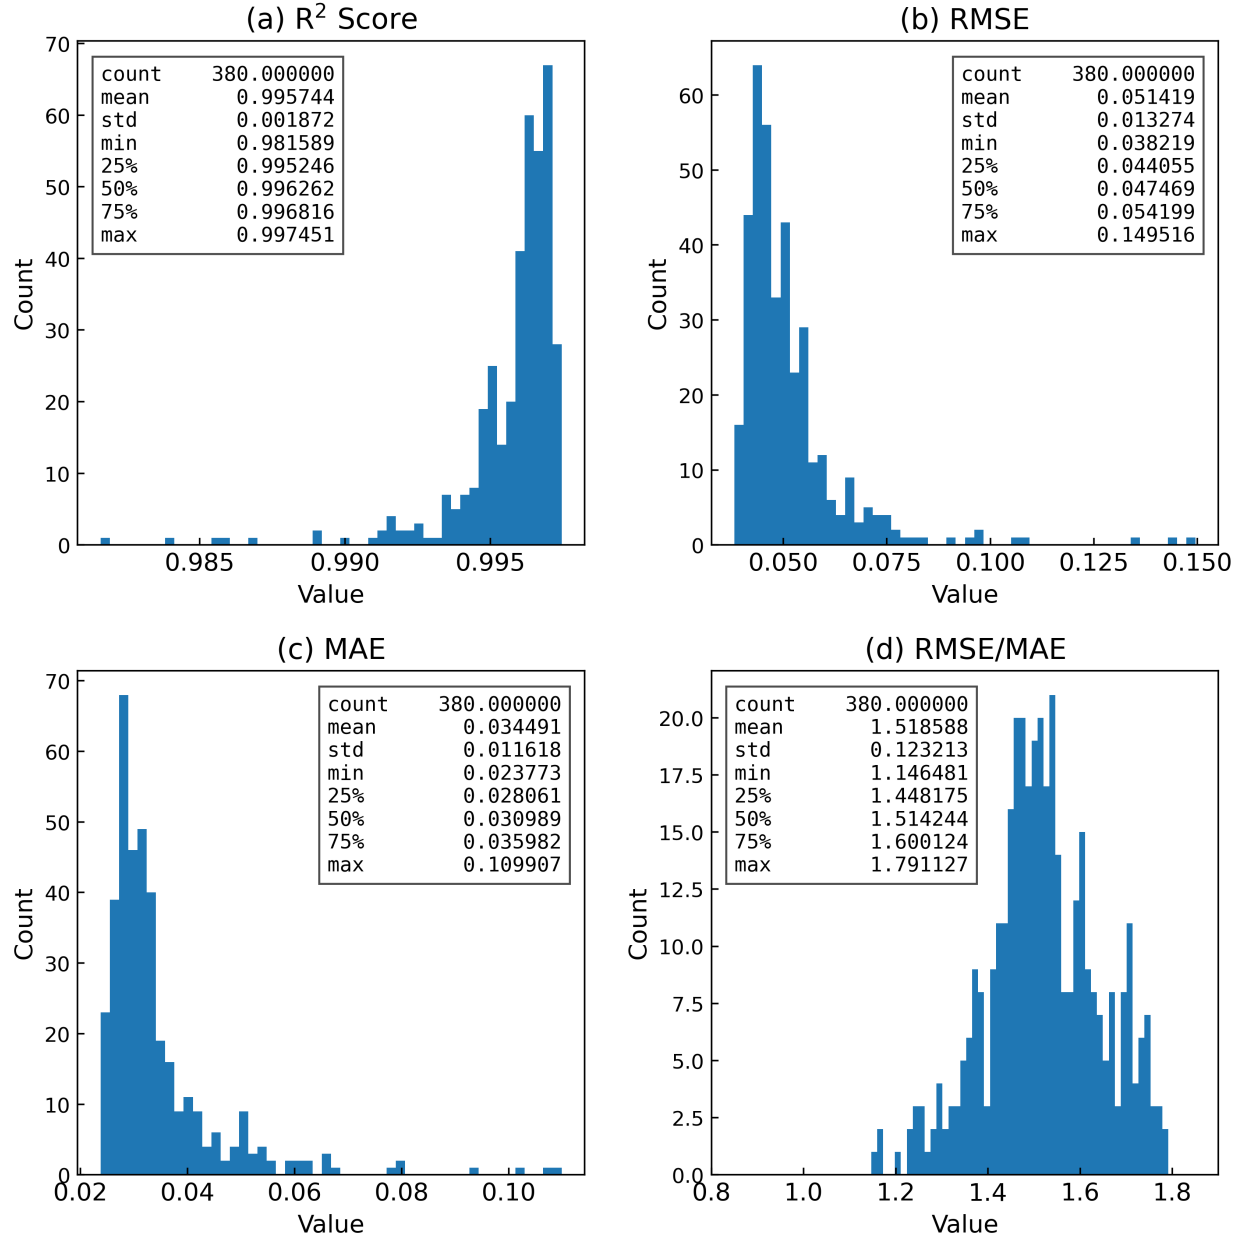 (a) R² Score
70
60
50
40
30
20
10
0
Count
count 380.000000
mean 0.995744
std 0.001872
min 0.981589
25% 0.995246
50% 0.996262
75% 0.996816
max 0.997451
0.985 0.990 0.995
Value
(b) RMSE
60
50
40
30
20
10
0
Count
count 380.000000
mean 0.051419
std 0.013274
min 0.038219
25% 0.044055
50% 0.047469
75% 0.054199
max 0.149516
0.050 0.075 0.100 0.125 0.150
Value
(c) MAE
70
60
50
40
30
20
10
0
Count
count 380.000000
mean 0.034491
std 0.011618
min 0.023773
25% 0.028061
50% 0.030989
75% 0.035982
max 0.109907
0.02 0.04 0.06 0.08 0.10
Value
(d) RMSE/MAE
20.0
17.5
15.0
12.5
10.0
7.5
5.0
2.5
0.0
Count
count 380.000000
mean 1.518588
std 0.123213
min 1.146481
25% 1.448175
50% 1.514244
75% 1.600124
max 1.791127
0.8 1.0 1.2 1.4 1.6 1.8
Value